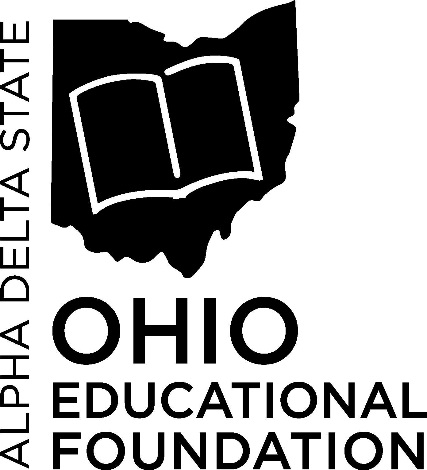 ALPHA DELTA STATE
OHIO
EDUCATIONAL
FOUNDATION